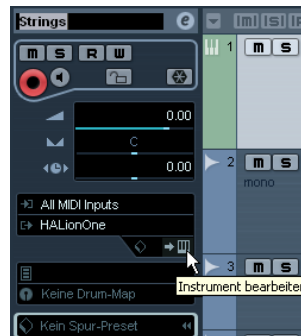 Strings
e
m S R W
0.00
C
0.00
All MIDI Inputs
HALionOne
Keine Drum-Map
Kein Spur-Preset
1 m S
2 m S
mono
3 m S
Instrument bearbeiten